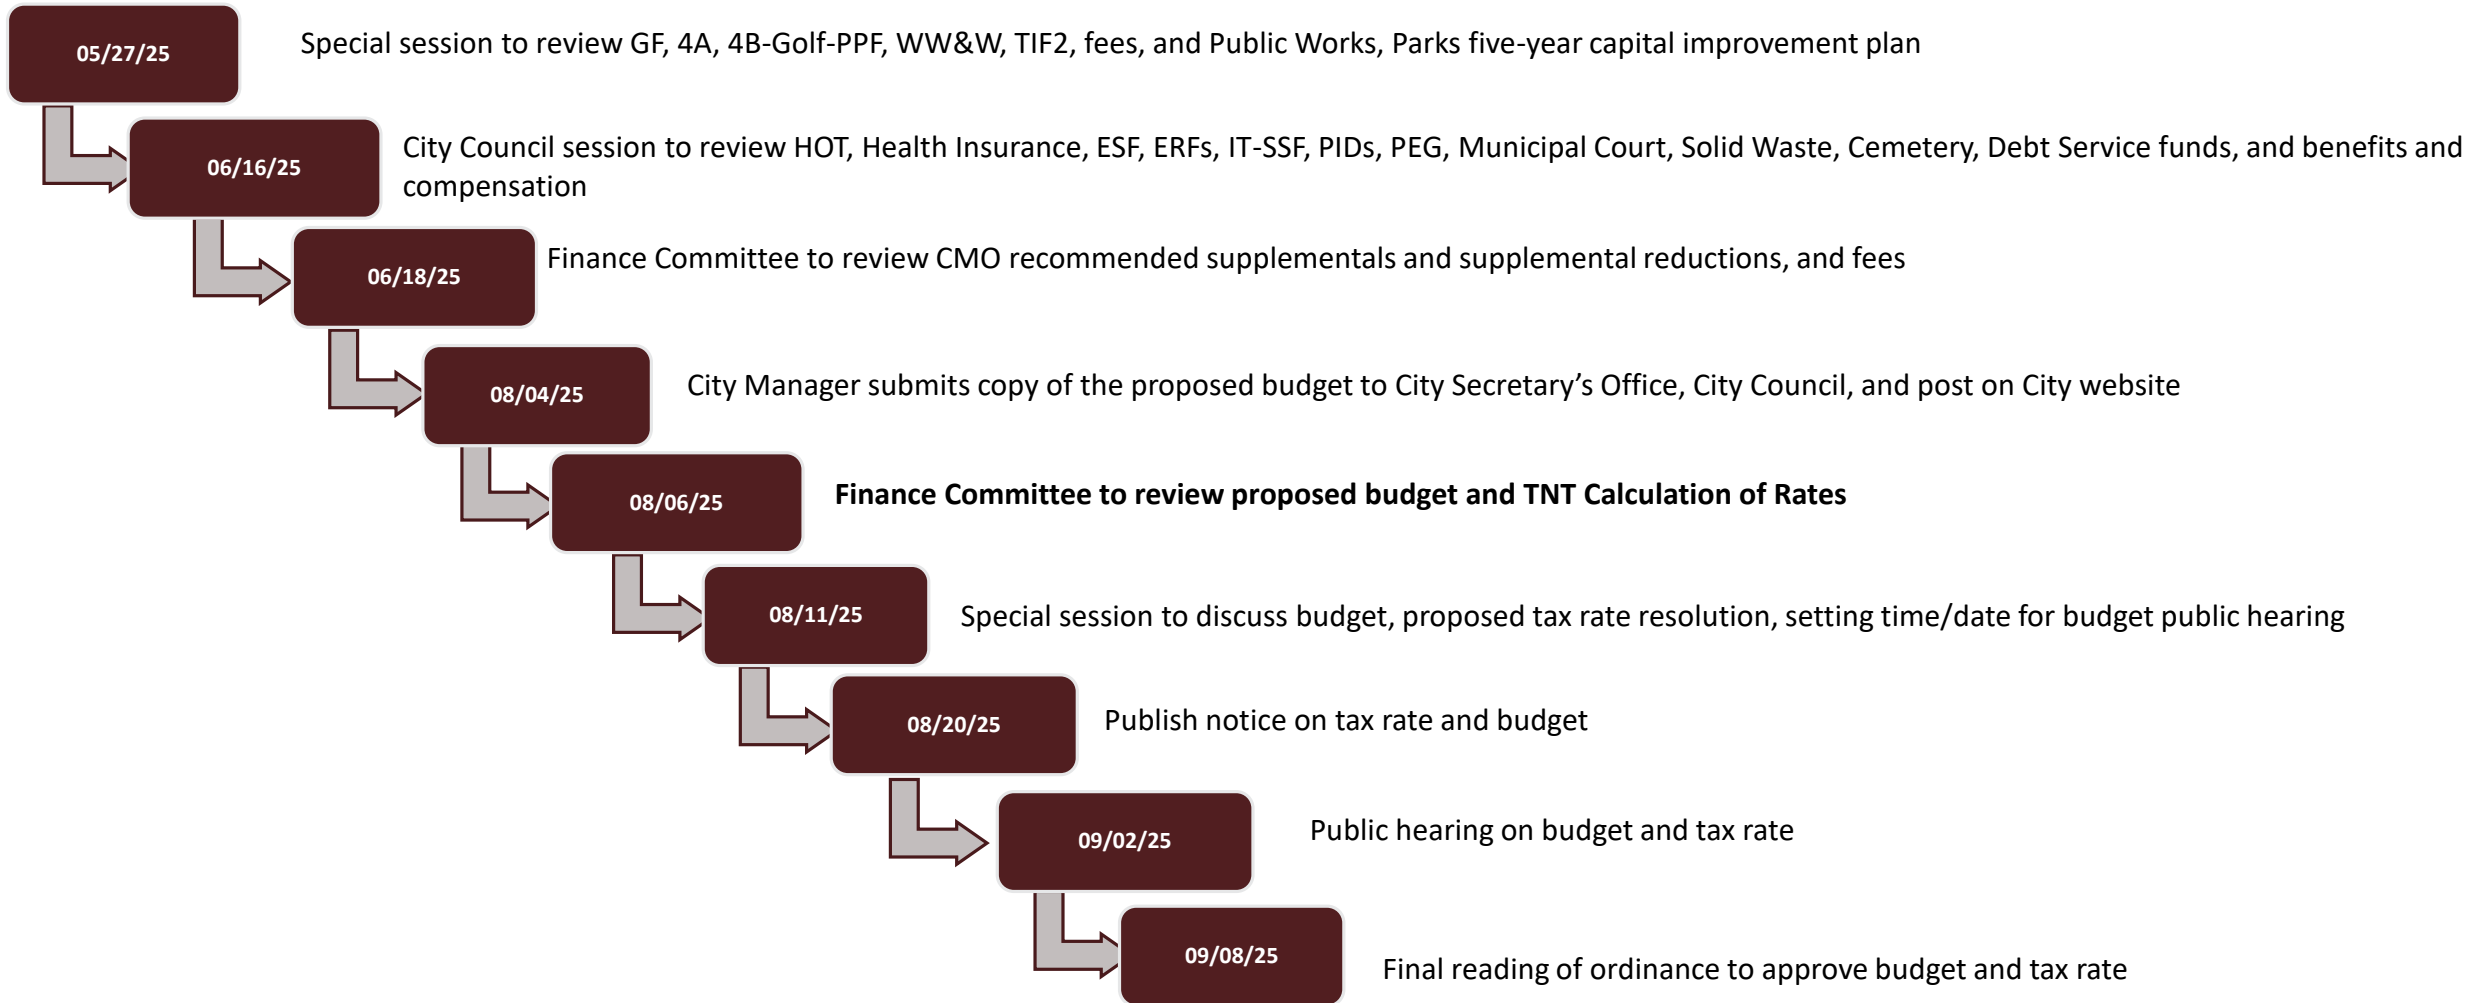 05/27/25
Special session to review GF, 4A, 4B-Golf-PPF, WW&W, TIF2, fees, and Public Works, Parks five-year capital improvement plan
06/16/25
City Council session to review HOT, Health Insurance, ESF, ERFs, IT-SSF, PIDs, PEG, Municipal Court, Solid Waste, Cemetery, Debt Service funds, and benefits and
compensation
06/18/25
Finance Committee to review CMO recommended supplementals and supplemental reductions, and fees
08/04/25
City Manager submits copy of the proposed budget to City Secretary’s Office, City Council, and post on City website
08/06/25
Finance Committee to review proposed budget and TNT Calculation of Rates
08/11/25
Special session to discuss budget, proposed tax rate resolution, setting time/date for budget public hearing
08/20/25
Publish notice on tax rate and budget
09/02/25
Public hearing on budget and tax rate
09/08/25
Final reading of ordinance to approve budget and tax rate